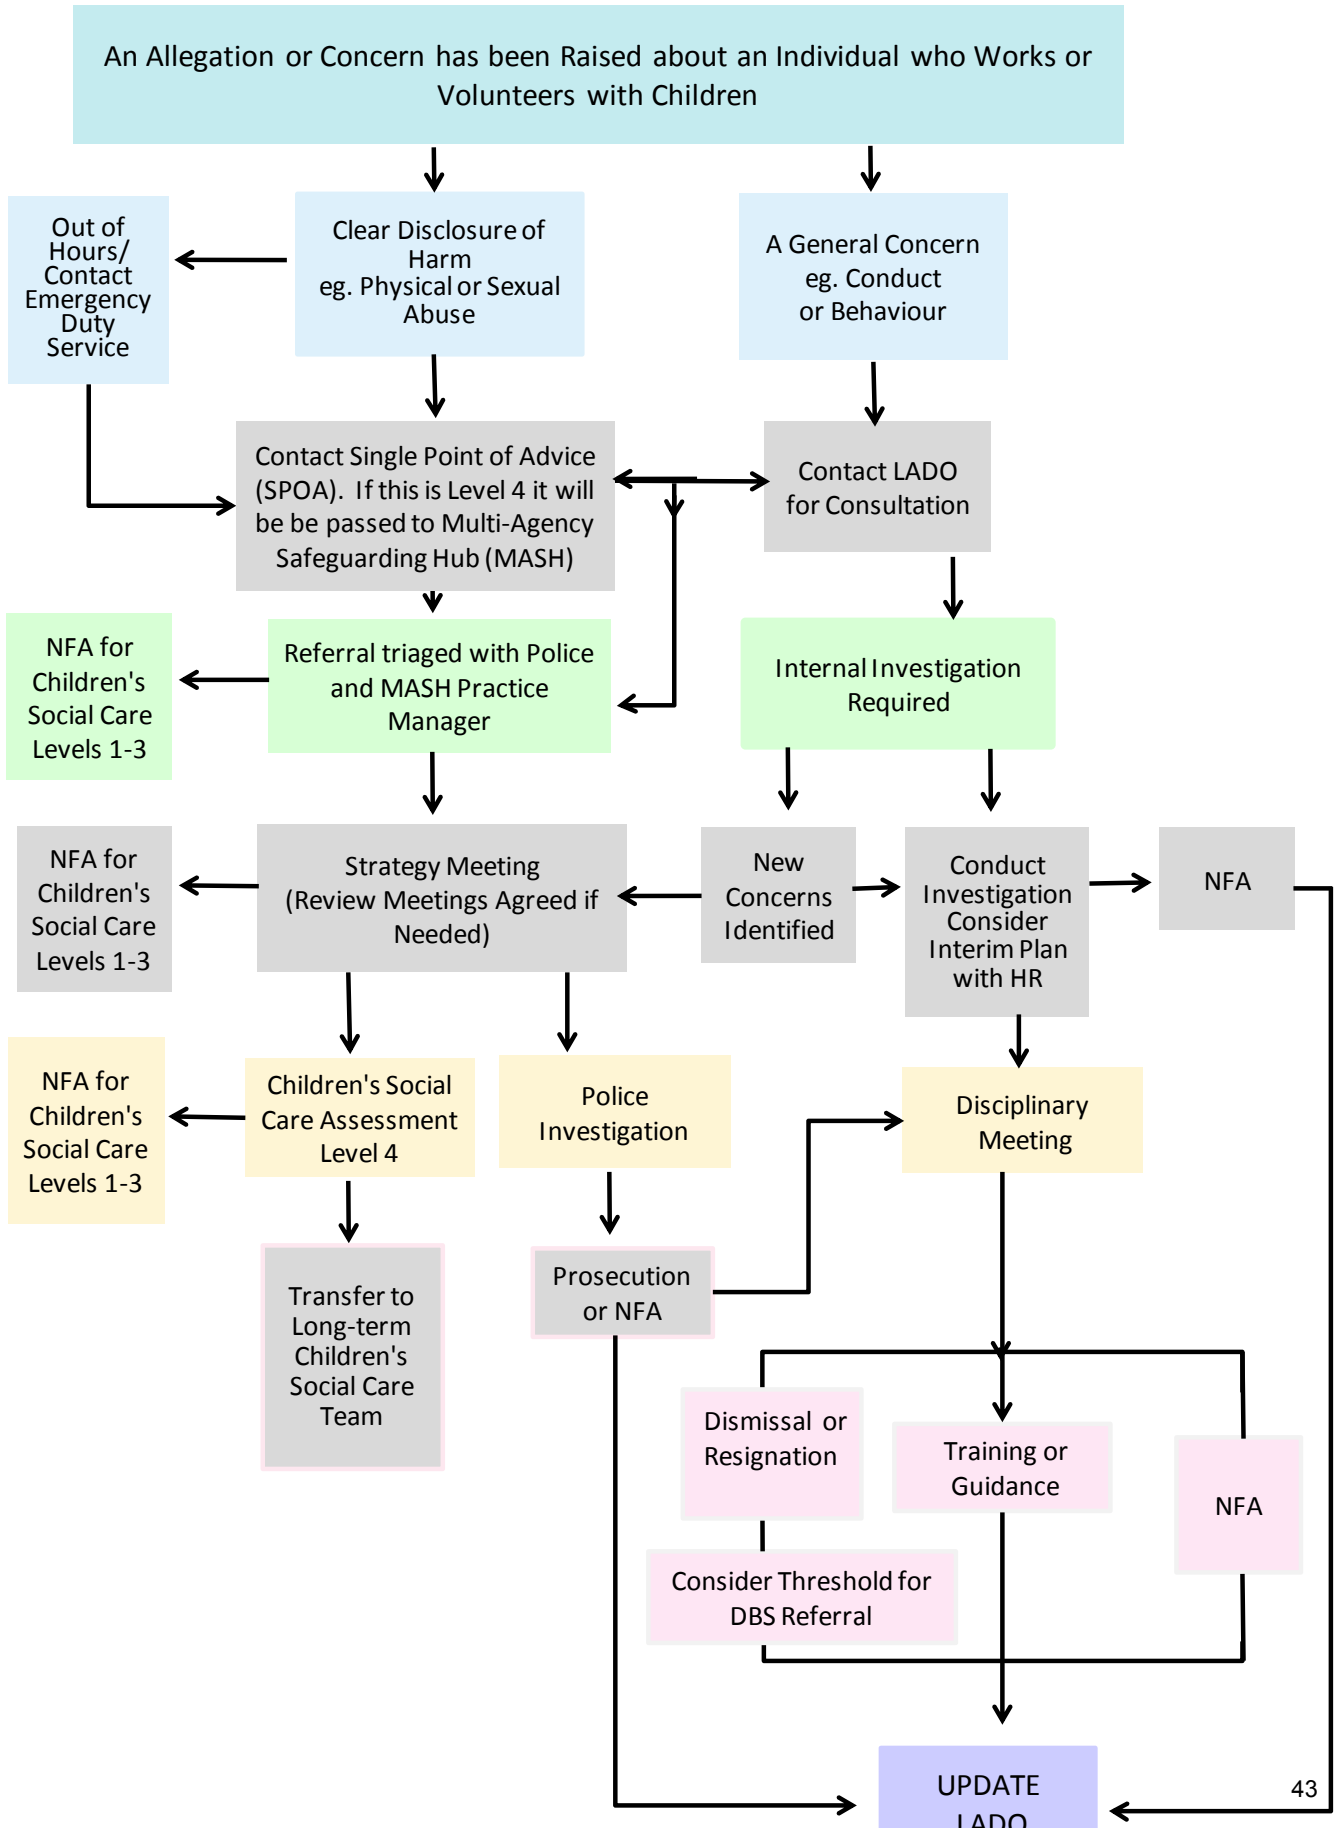 An Allegation or Concern has been Raised about an Individual who Works or
Volunteers with Children
Out of
Hours/
Contact
Emergency
Duty
Service
Clear Disclosure of
Harm
eg. Physical or Sexual
Abuse
A General Concern
eg. Conduct
or Behaviour
Contact Single Point of Advice
(SPOA). If this is Level 4 it will
be be passed to Multi-Agency
Safeguarding Hub (MASH)
Contact LADO
for Consultation
NFA for
Children's
Social Care
Levels 1-3
Referral triaged with Police
and MASH Practice
Manager
Internal Investigation
Required
NFA for
Children's
Social Care
Levels 1-3
Strategy Meeting
(Review Meetings Agreed if
Needed)
New
Concerns
Identified
Conduct
Investigation
Consider
Interim Plan
with HR
NFA
NFA for
Children's
Social Care
Levels 1-3
Children's Social
Care Assessment
Level 4
Police
Investigation
Disciplinary
Meeting
Transfer to
Long-term
Children's
Social Care
Team
Prosecution
or NFA
Dismissal or
Resignation
Training or
Guidance
NFA
Consider Threshold for
DBS Referral
UPDATE
LADO
43